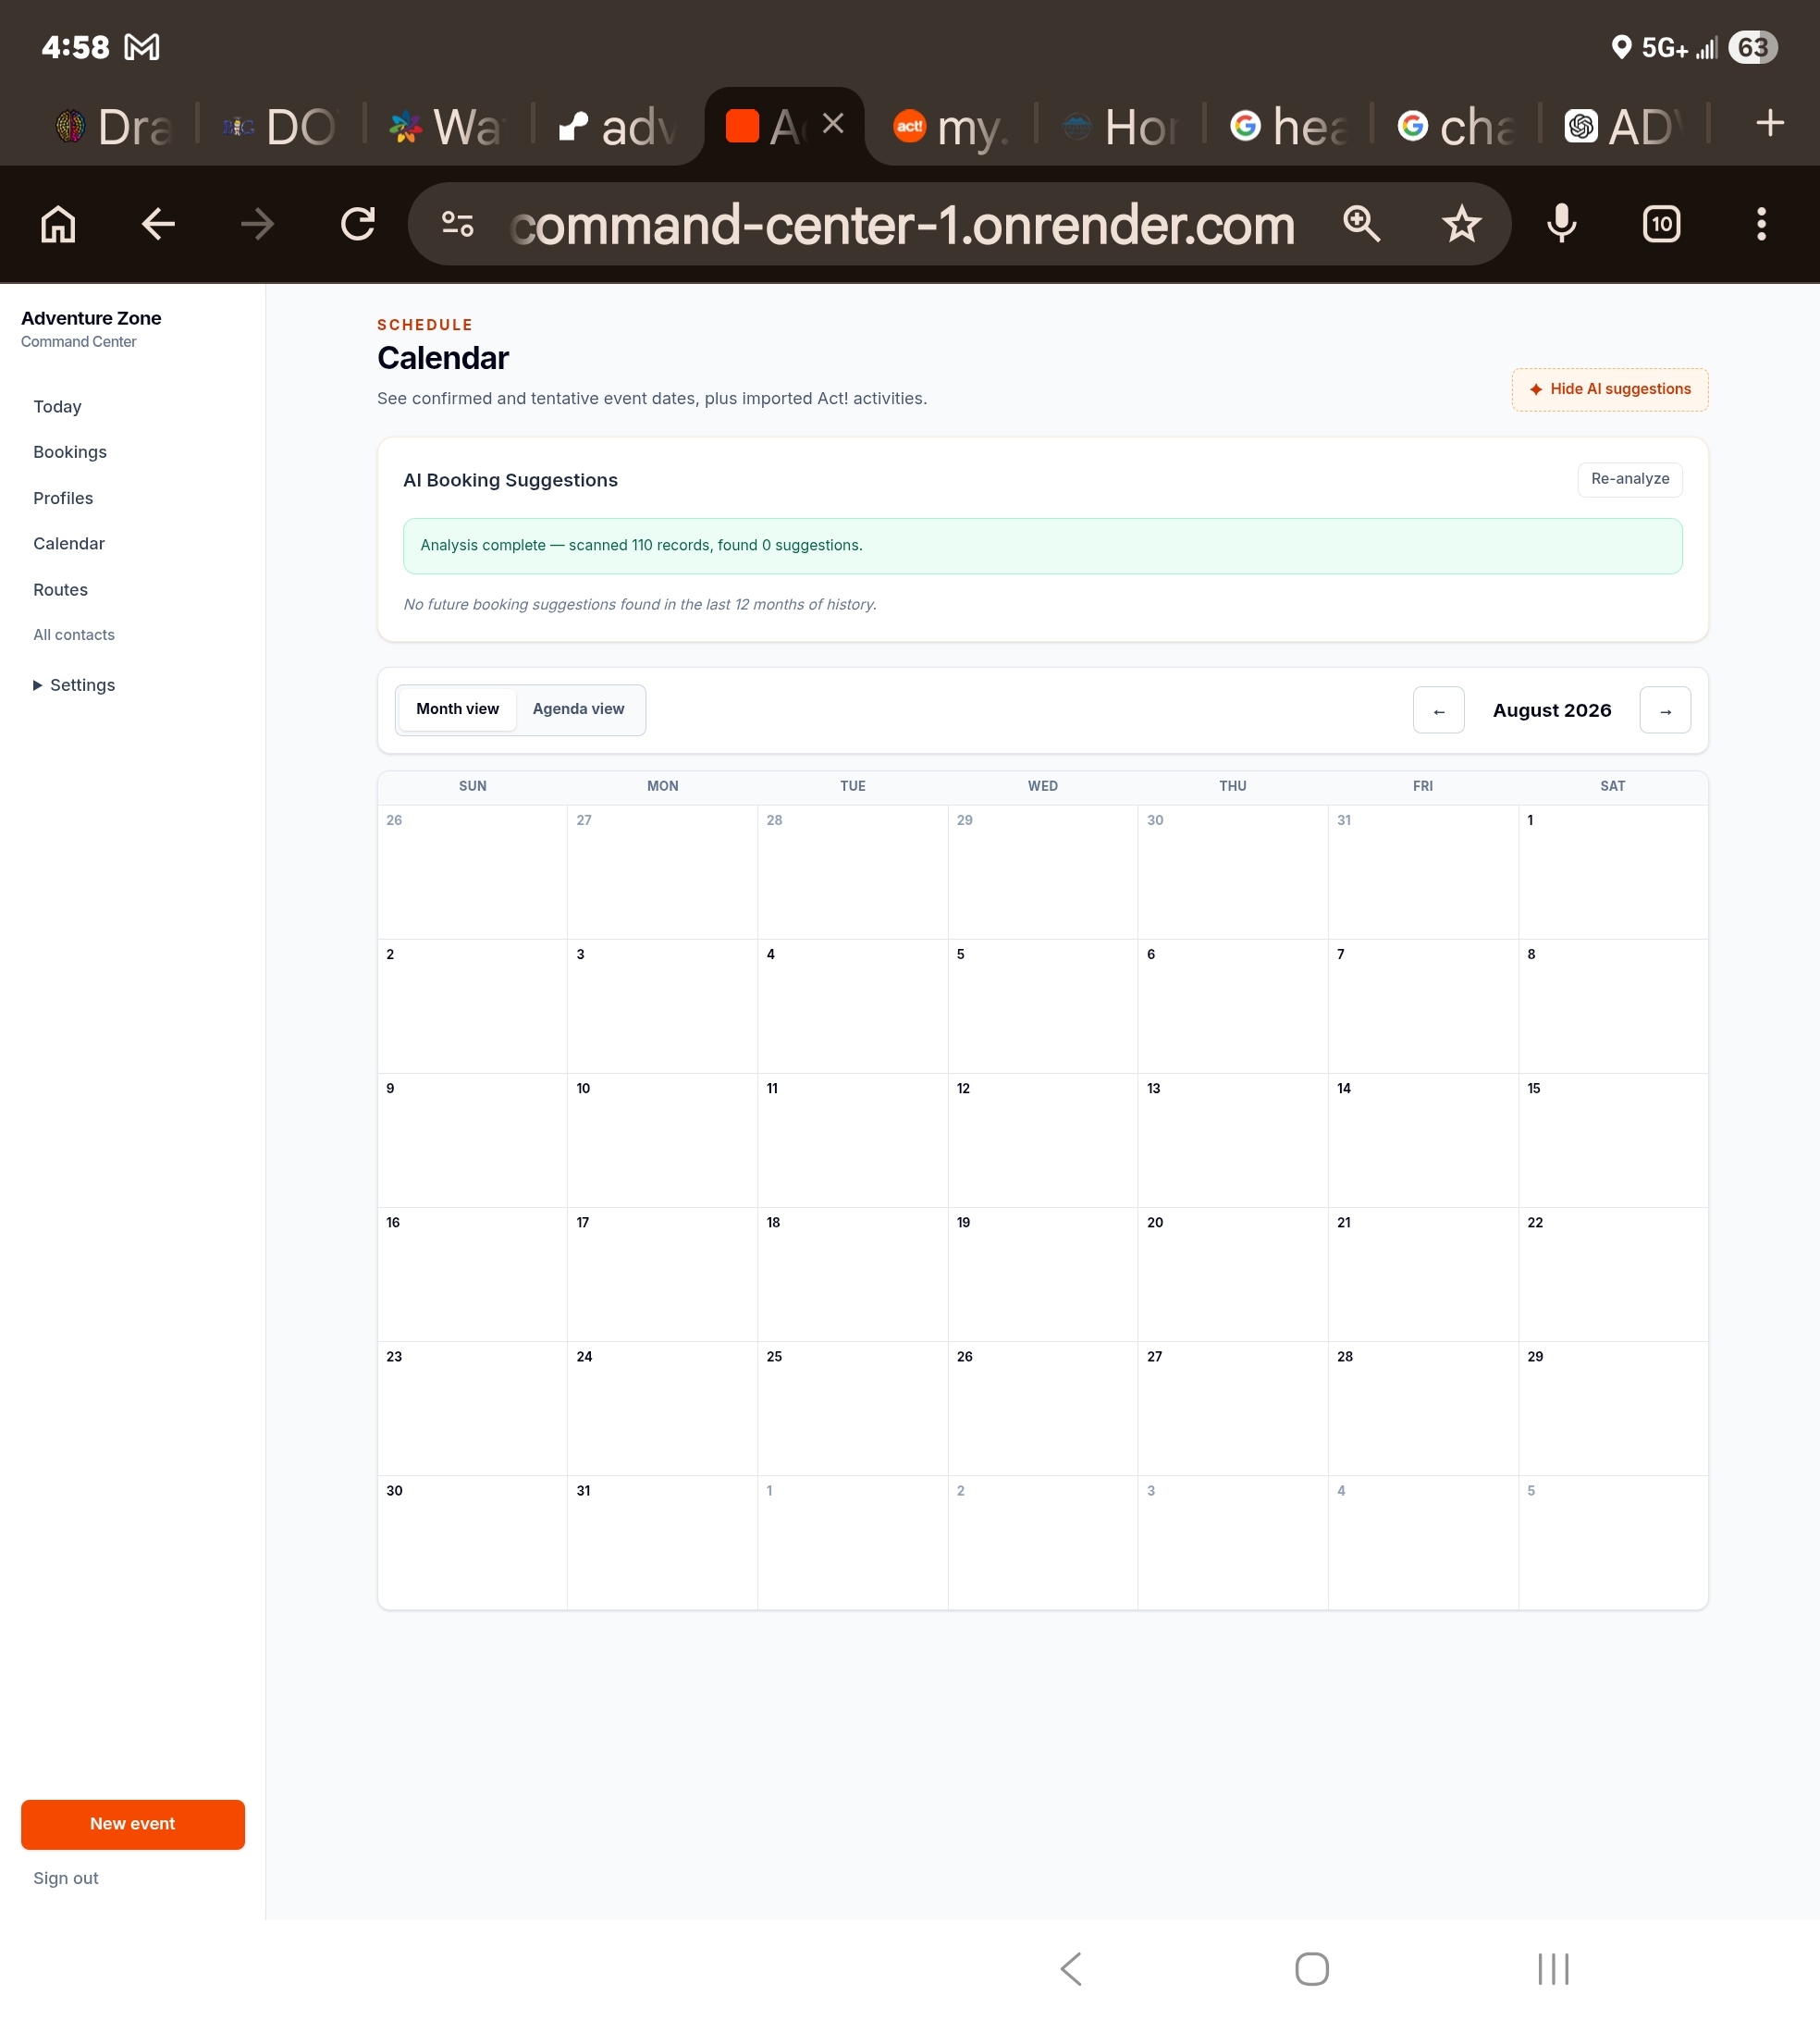 4:58
5G+
63
Dra
DO
Wa
adv
A
act! my.
Hor
hea
cha
AD
command-center-1.onrender.com
10
Adventure Zone
Command Center
Today
Bookings
Profiles
Calendar
Routes
All contacts
Settings
New event
Sign out
SCHEDULE
Calendar
See confirmed and tentative event dates, plus imported Act! activities.
Hide AI suggestions
AI Booking Suggestions
Re-analyze
Analysis complete — scanned 110 records, found 0 suggestions.
No future booking suggestions found in the last 12 months of history.
Month view Agenda view
← August 2026 →
SUN MON TUE WED THU FRI SAT
26 27 28 29 30 31 1
2 3 4 5 6 7 8
9 10 11 12 13 14 15
16 17 18 19 20 21 22
23 24 25 26 27 28 29
30 31 1 2 3 4 5